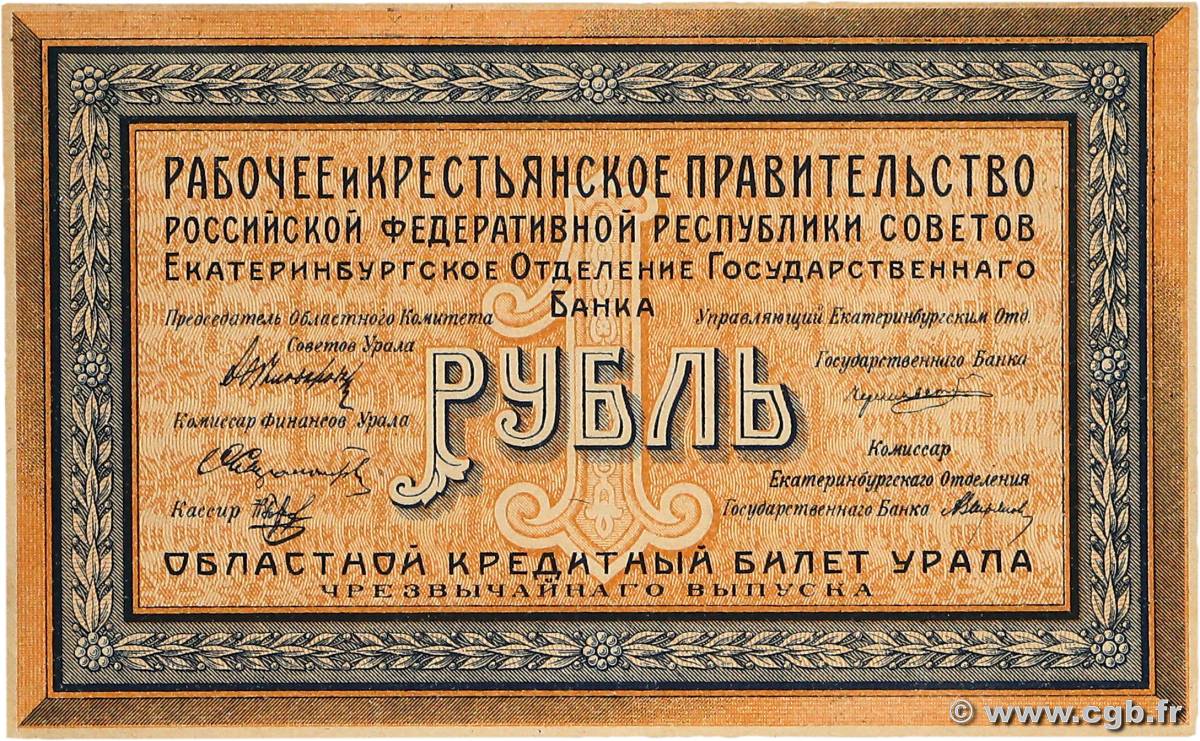 РАБОЧЕЕ и КРЕСТЬЯНСКОЕ ПРАВИТЕЛЬСТВО
РОССИЙСКОЙ ФЕДЕРАТИВНОЙ РЕСПУБЛИКИ СОВЕТОВ
ЕКАТЕРИНБУРГСКОЕ ОТДЕЛЕНИЕ ГОСУДАРСТВЕННАГО
БАНКА
Председатель Областного Комитета
Советов Урала
Управляющий Екатеринбургским Отд.
Государственнаго Банка
1
РУБЛЬ
Комиссар Финансов Урала
Кассир
Комиссар
Екатеринбургскаго Отделения
Государственнаго Банка
ОБЛАСТНОЙ КРЕДИТНЫЙ БИЛЕТ УРАЛА
ЧРЕЗВЫЧАЙНАГО ВЫПУСКА
© www.cgb.fr